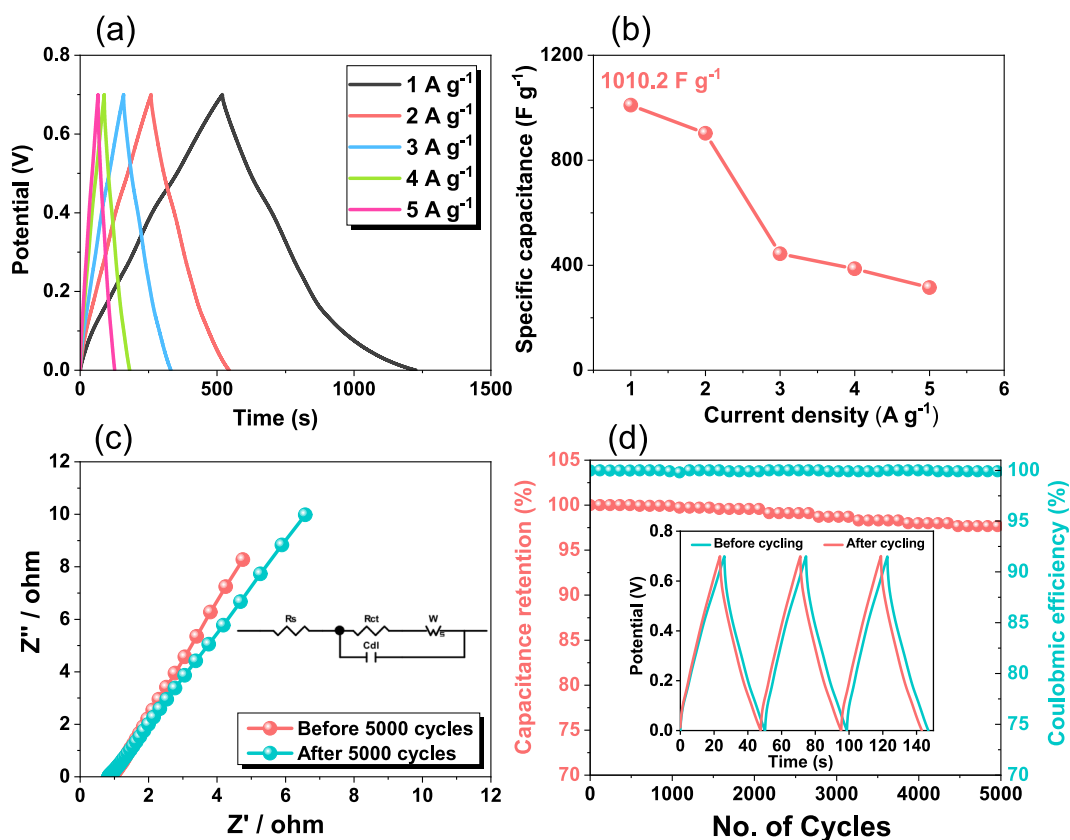 (a)
0.8
0.6
0.4
0.2
0.0
Potential (V)
0
500
1000
1500
Time (s)
1 A g⁻¹
2 A g⁻¹
3 A g⁻¹
4 A g⁻¹
5 A g⁻¹
(b)
1200
800
400
0
Specific capacitance (F g⁻¹)
1010.2 F g⁻¹
0 1 2 3 4 5 6
Current density (A g⁻¹)
(c)
12
10
8
6
4
2
0
Z'' / ohm
0 2 4 6 8 10 12
Z' / ohm
Rs
Rct
W
s
Cdl
Before 5000 cycles
After 5000 cycles
(d)
105
100
95
90
85
80
75
70
Capacitance retention (%)
100
95
90
85
80
75
70
Coulobmic efficiency (%)
0 1000 2000 3000 4000 5000
No. of Cycles
Before cycling
After cycling
0.8
0.6
0.4
0.2
0.0
Potential (V)
0 20 40 60 80 100 120 140
Time (s)